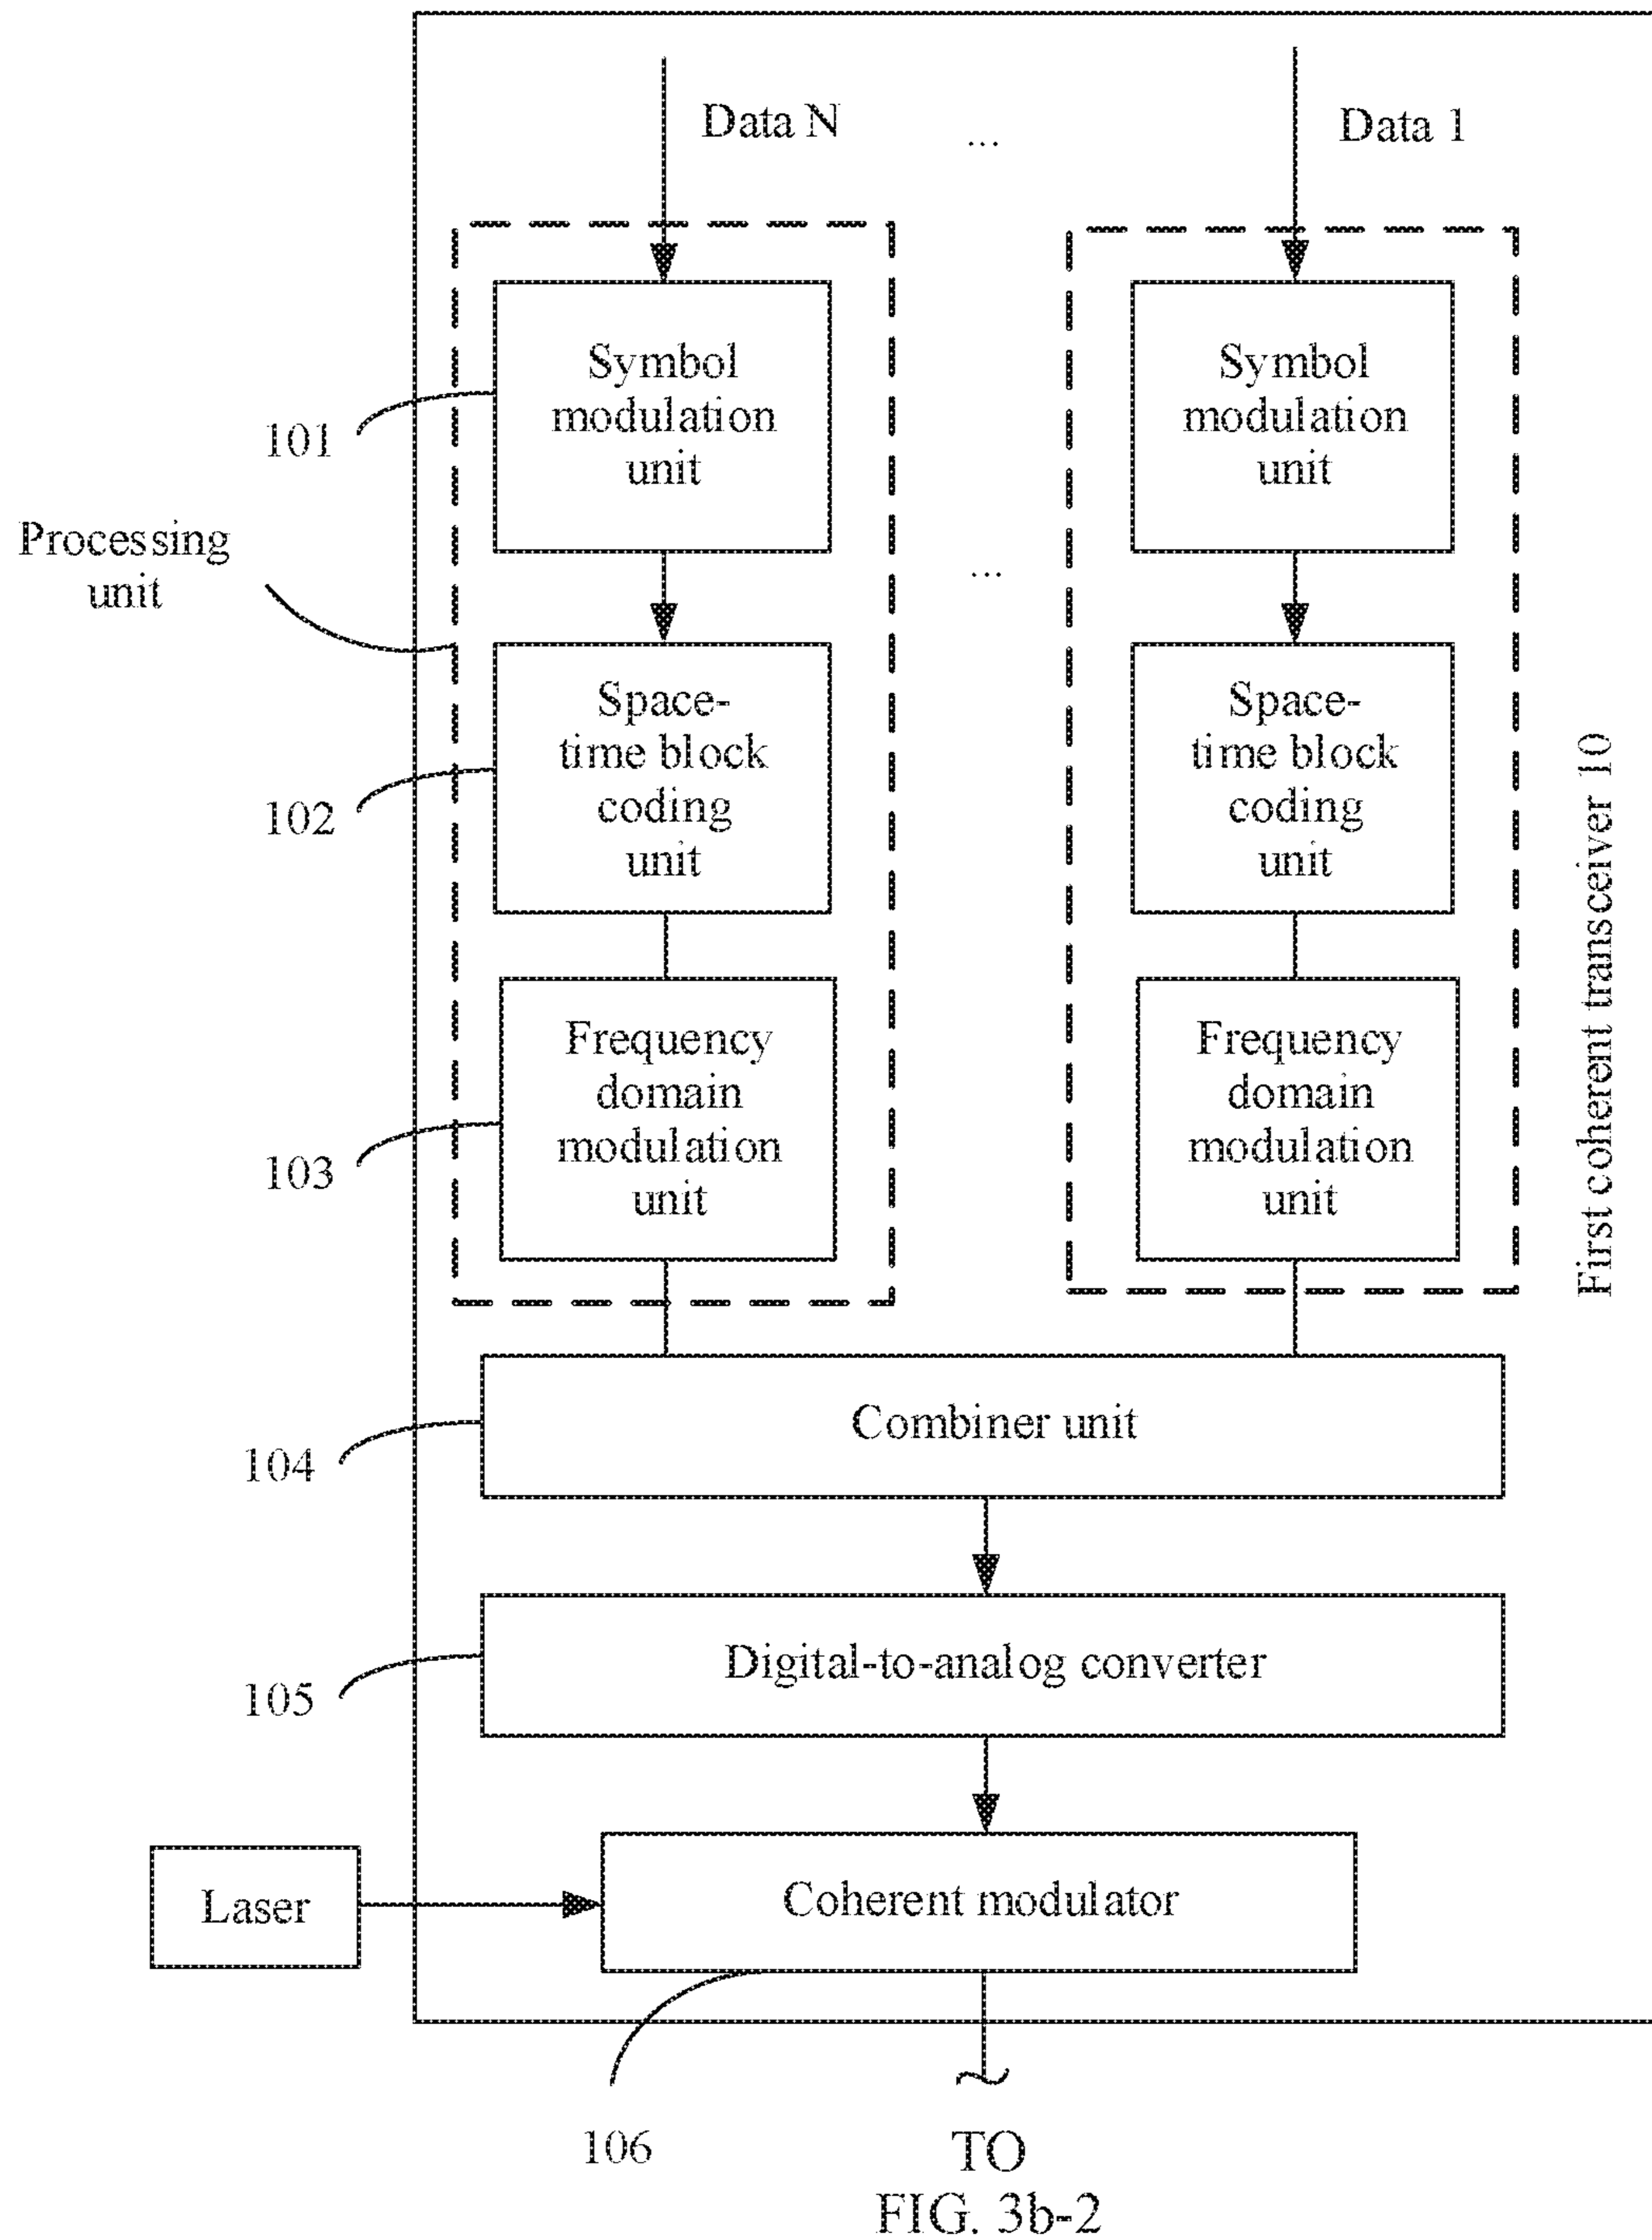 Data N
...
Data 1
Symbol
modulation
unit
Symbol
modulation
unit
101
Processing
unit
...
Space-
time block
coding
unit
Space-
time block
coding
unit
102
First coherent transceiver 10
Frequency
domain
modulation
unit
Frequency
domain
modulation
unit
103
Combiner unit
104
Digital-to-analog converter
105
Laser
Coherent modulator
106
TO
FIG. 3b-2